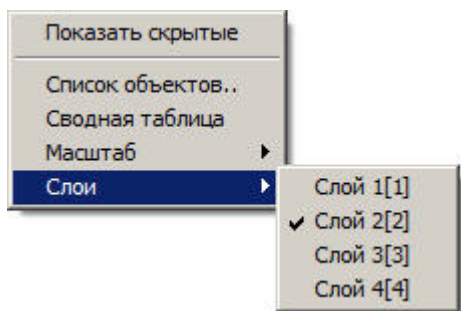 Показать скрытые
Список объектов..
Сводная таблица
Масштаб
Слои
Слой 1[1]
Слой 2[2]
Слой 3[3]
Слой 4[4]